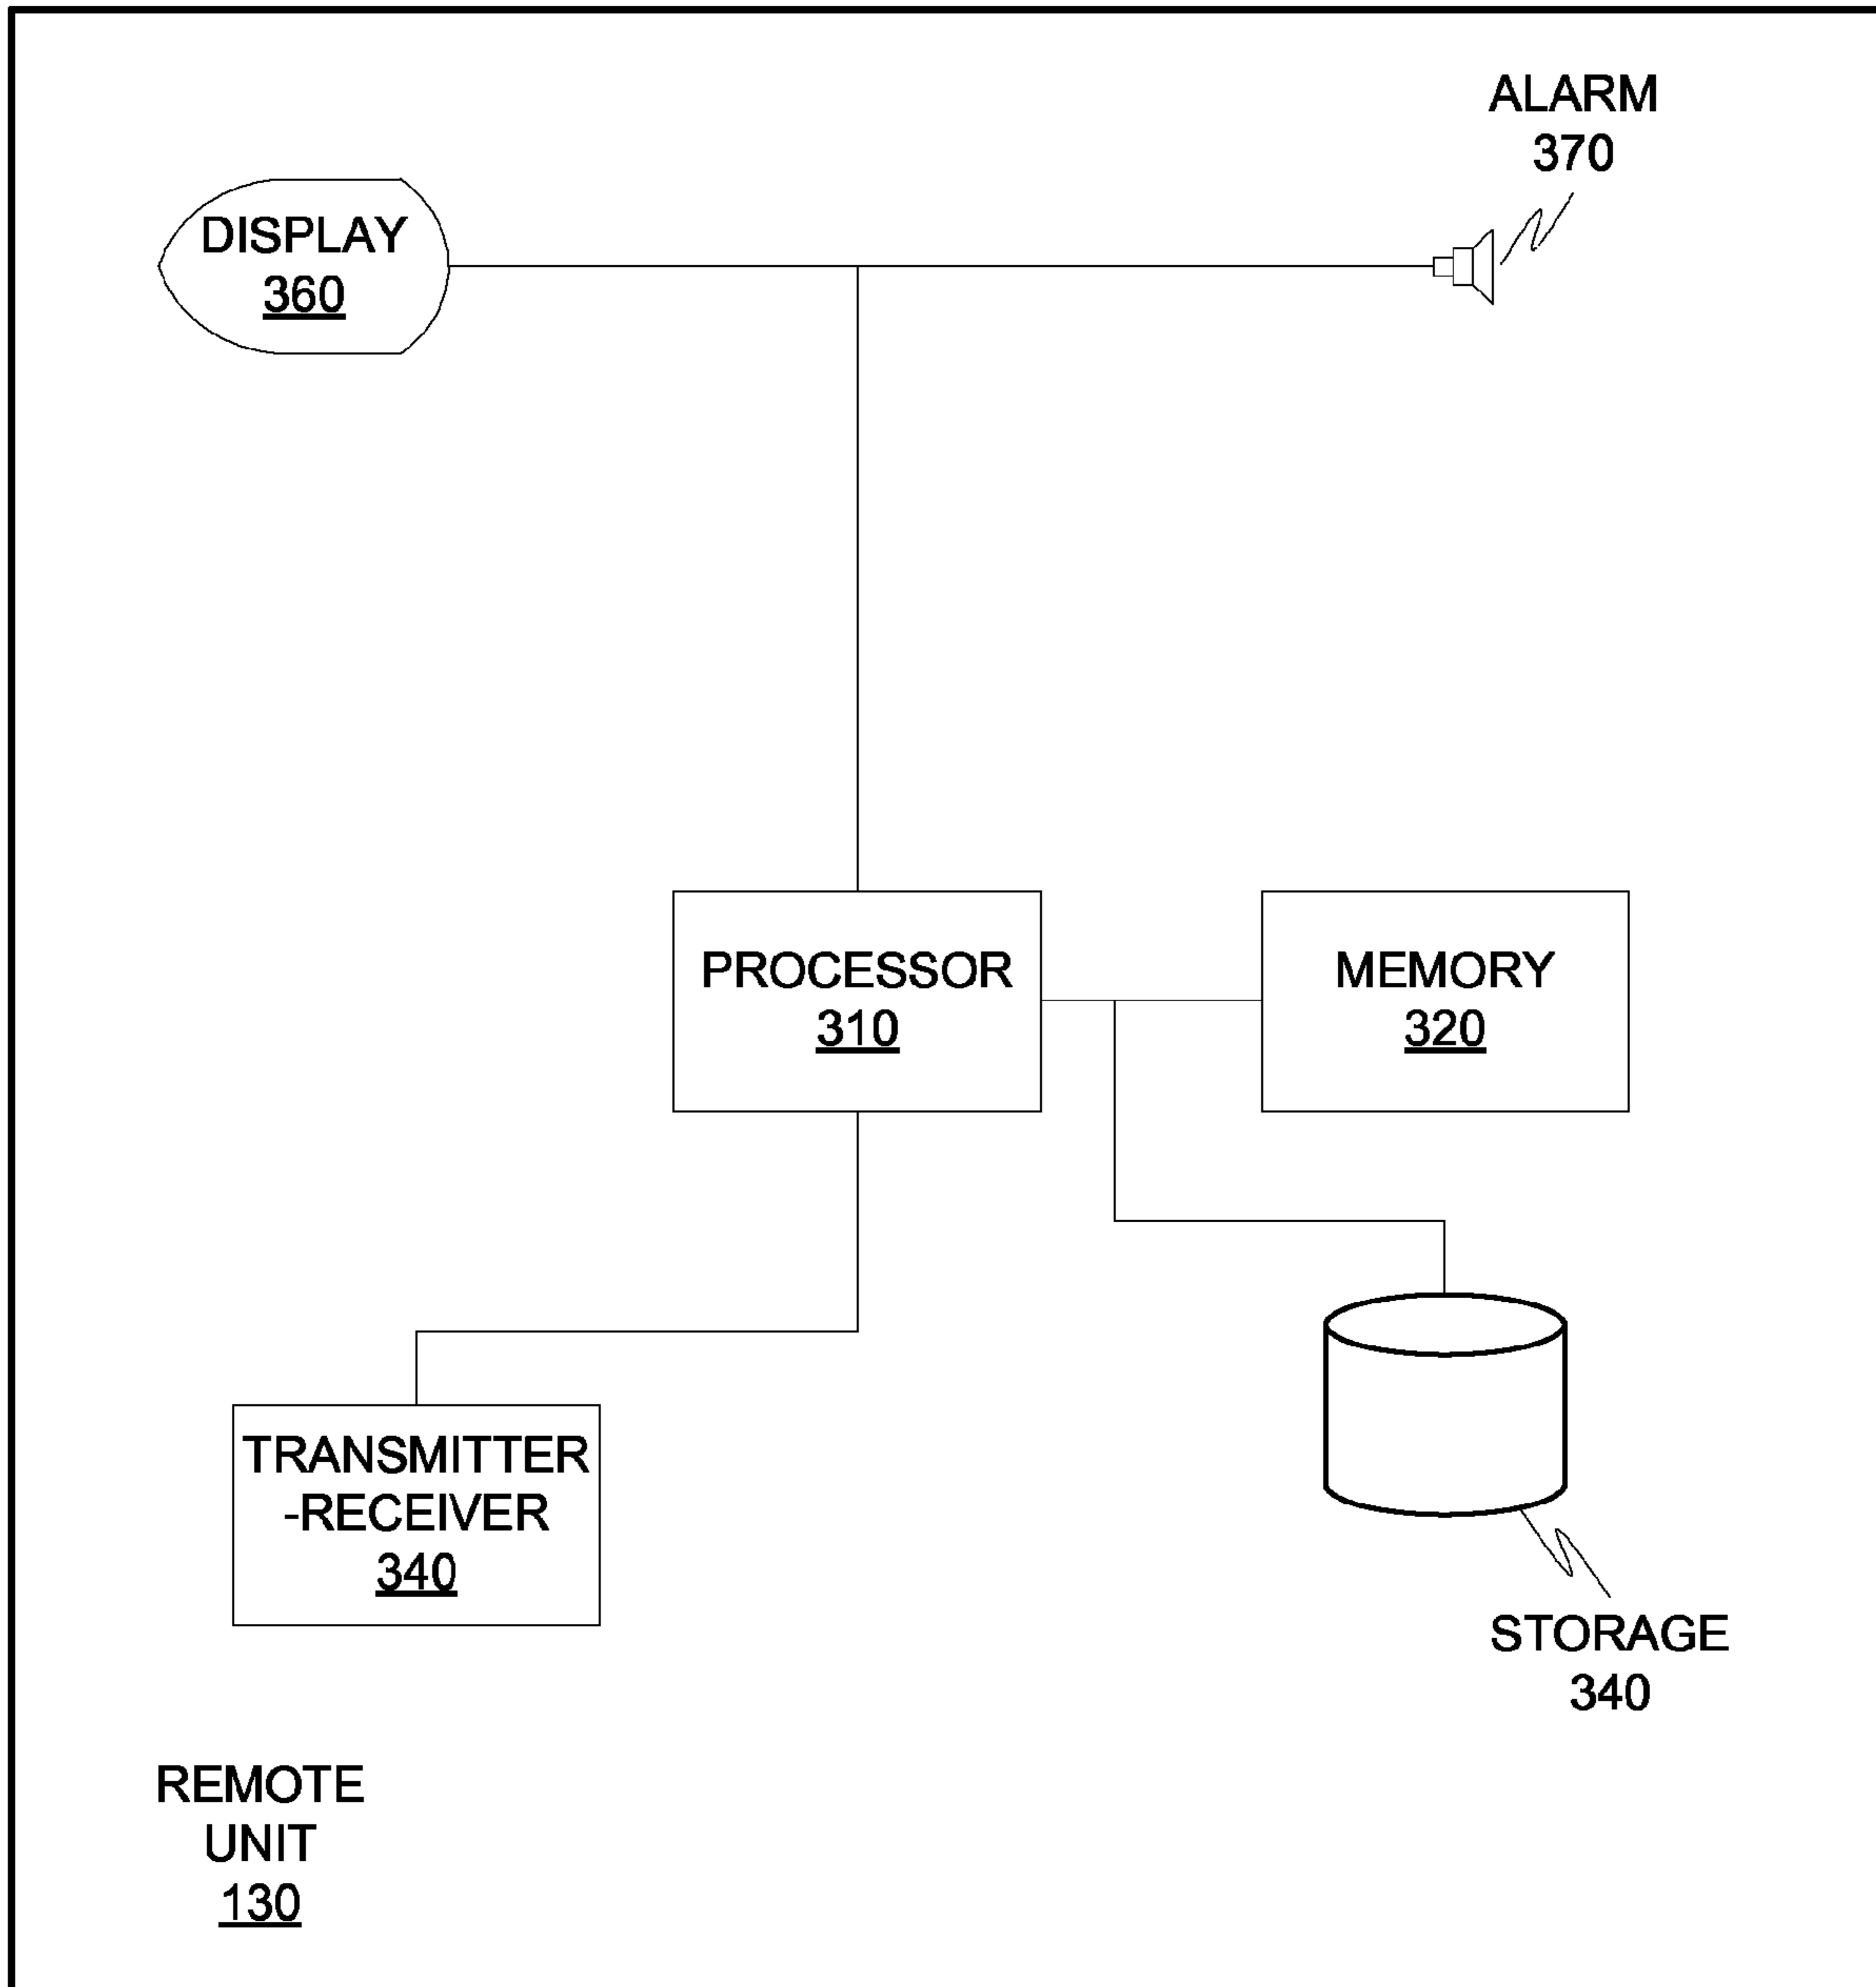 ALARM
370
DISPLAY
360
PROCESSOR
310
MEMORY
320
TRANSMITTER
-RECEIVER
340
STORAGE
340
REMOTE
UNIT
130